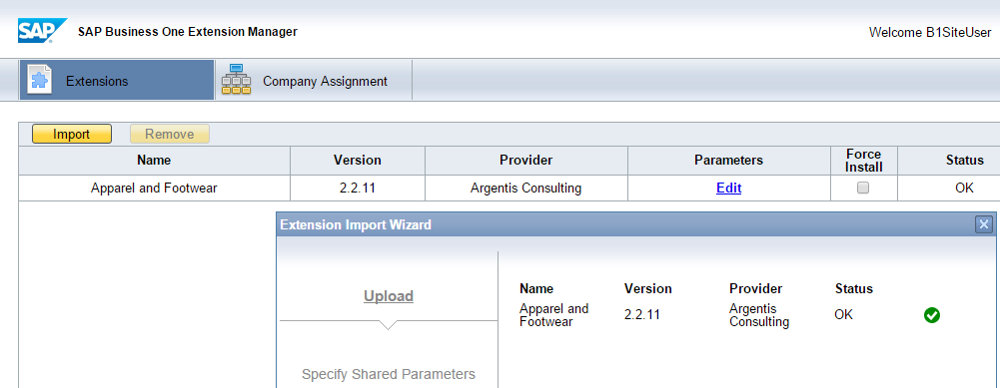 SAP
SAP Business One Extension Manager
Welcome B1SiteUser
Extensions
Company Assignment
Import
Remove
Name Version Provider Parameters Force Install Status
Apparel and Footwear 2.2.11 Argentis Consulting Edit OK
Extension Import Wizard
Upload
Specify Shared Parameters
Name Version Provider Status
Apparel and Footwear 2.2.11 Argentis Consulting OK